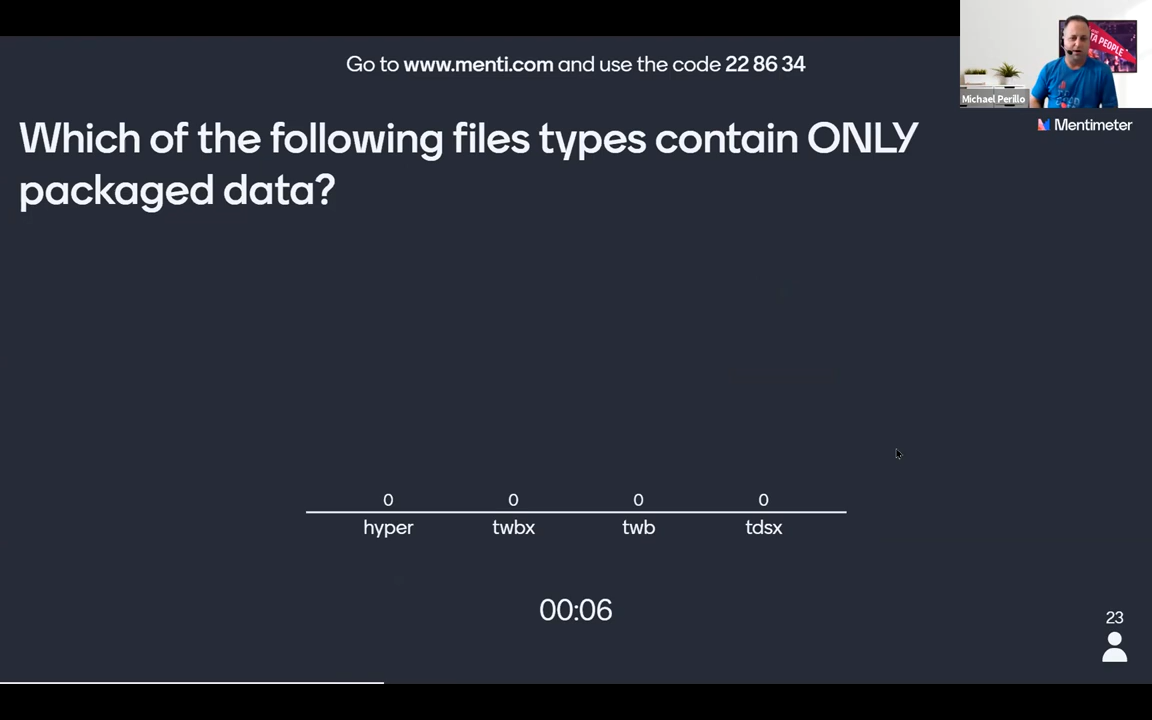 Go to www.menti.com and use the code 22 86 34
Michael Perillo
Mentimeter
Which of the following files types contain ONLY
packaged data?
0 0 0 0
hyper twbx twb tdsx
00:06
23